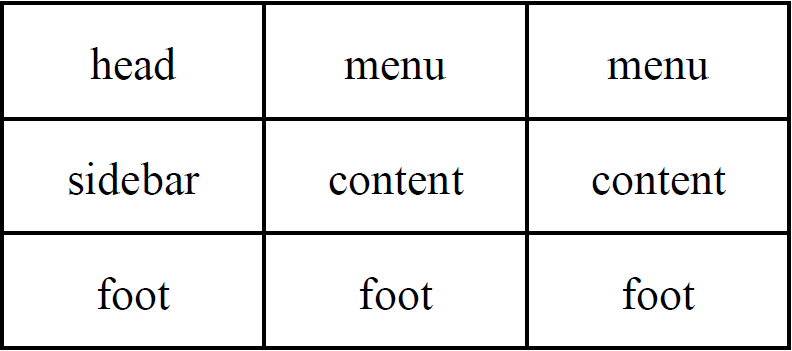 head menu menu
sidebar content content
foot foot foot